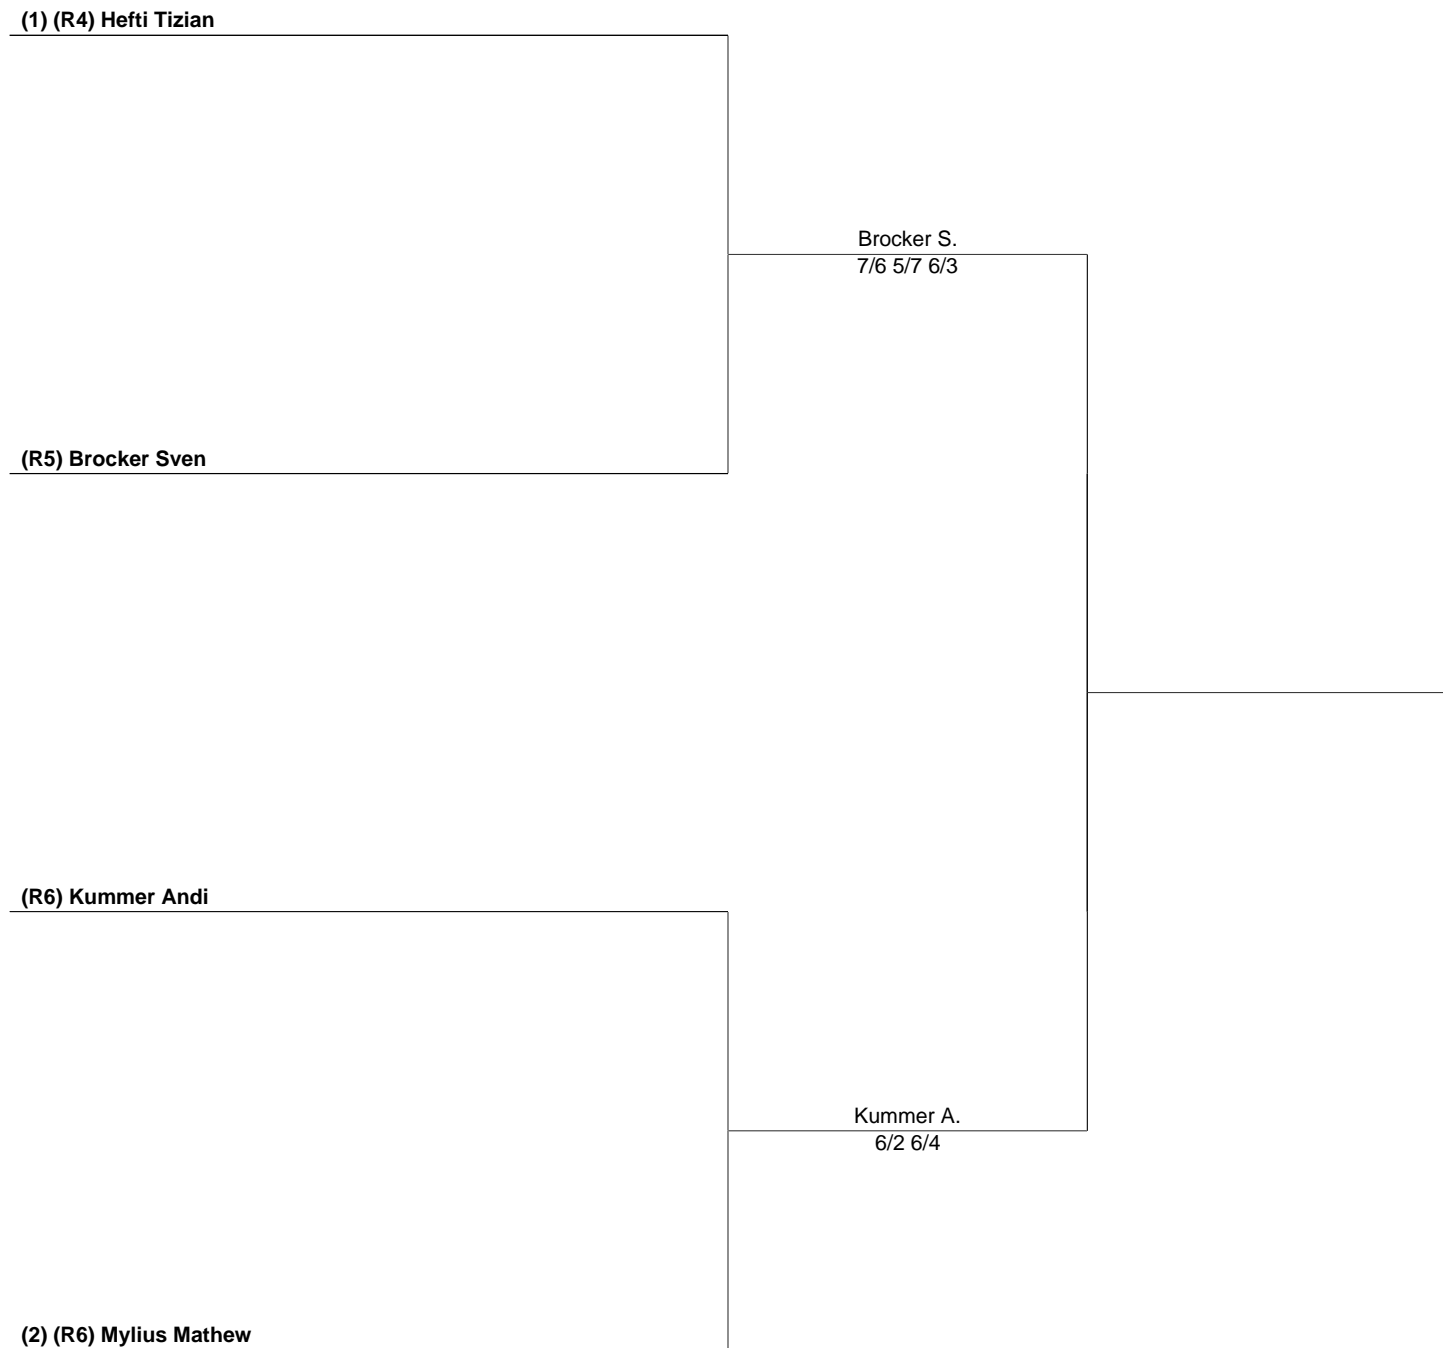 (1) (R4) Hefti Tizian
Brocker S.
7/6 5/7 6/3
(R5) Brocker Sven
(R6) Kummer Andi
Kummer A.
6/2 6/4
(2) (R6) Mylius Mathew